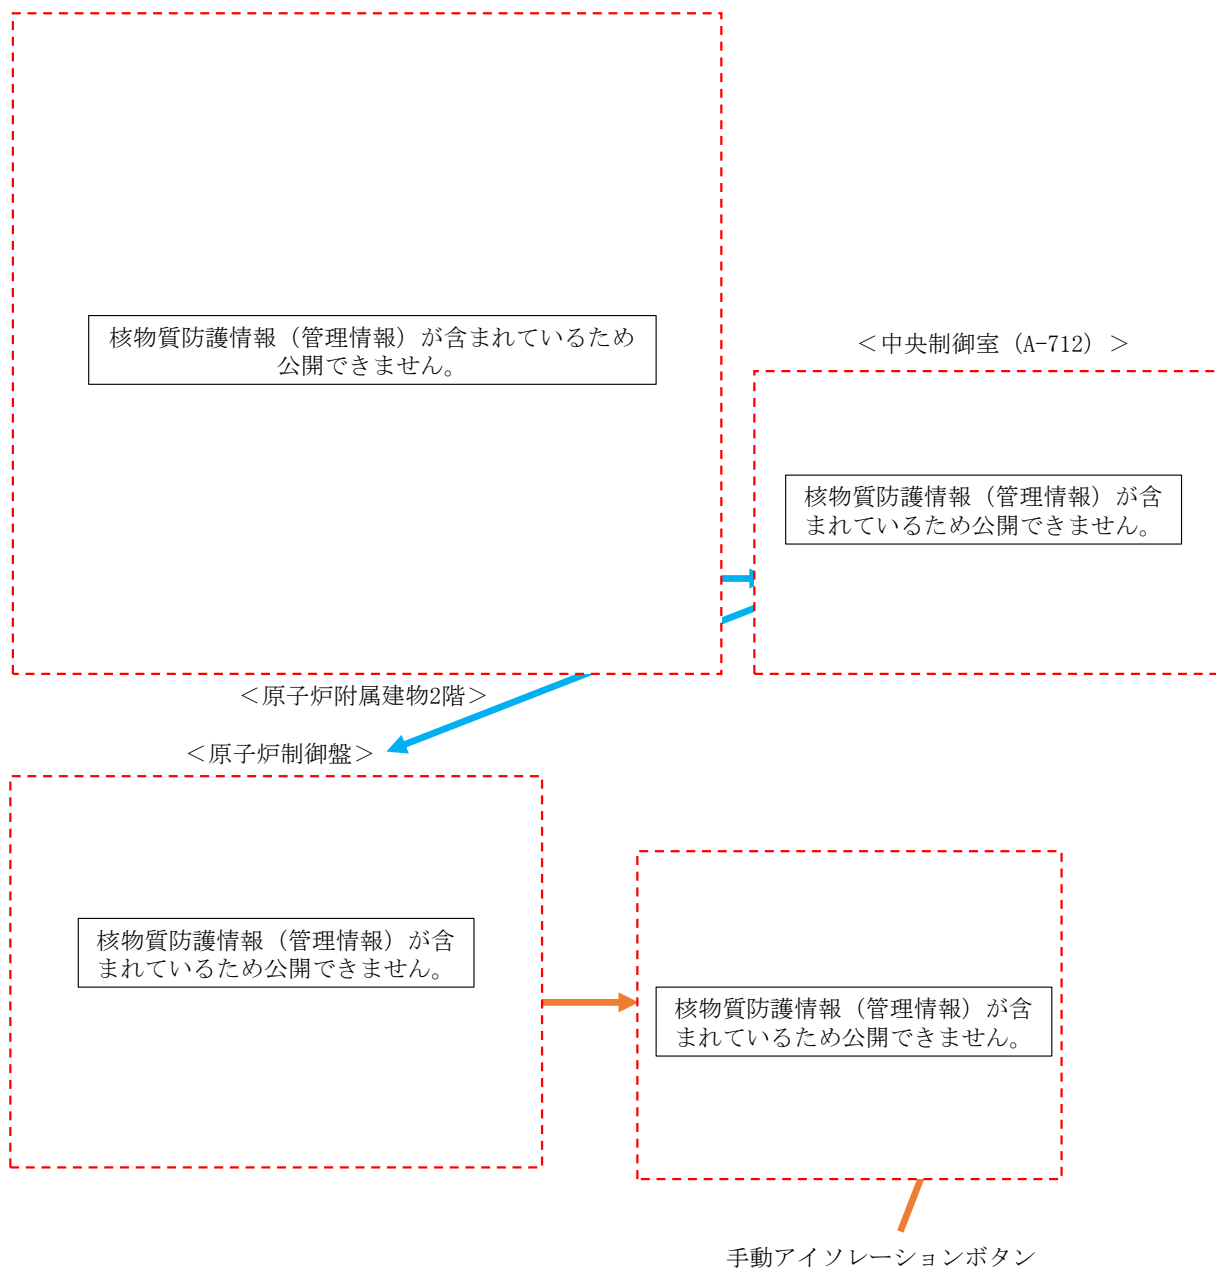 核物質防護情報（管理情報）が含まれているため
公開できません。
＜中央制御室（A-712）＞
核物質防護情報（管理情報）が含
まれているため公開できません。
＜原子炉附属建物2階＞
＜原子炉制御盤＞
核物質防護情報（管理情報）が含
まれているため公開できません。
核物質防護情報（管理情報）が含
まれているため公開できません。
手動アイソレーションボタン